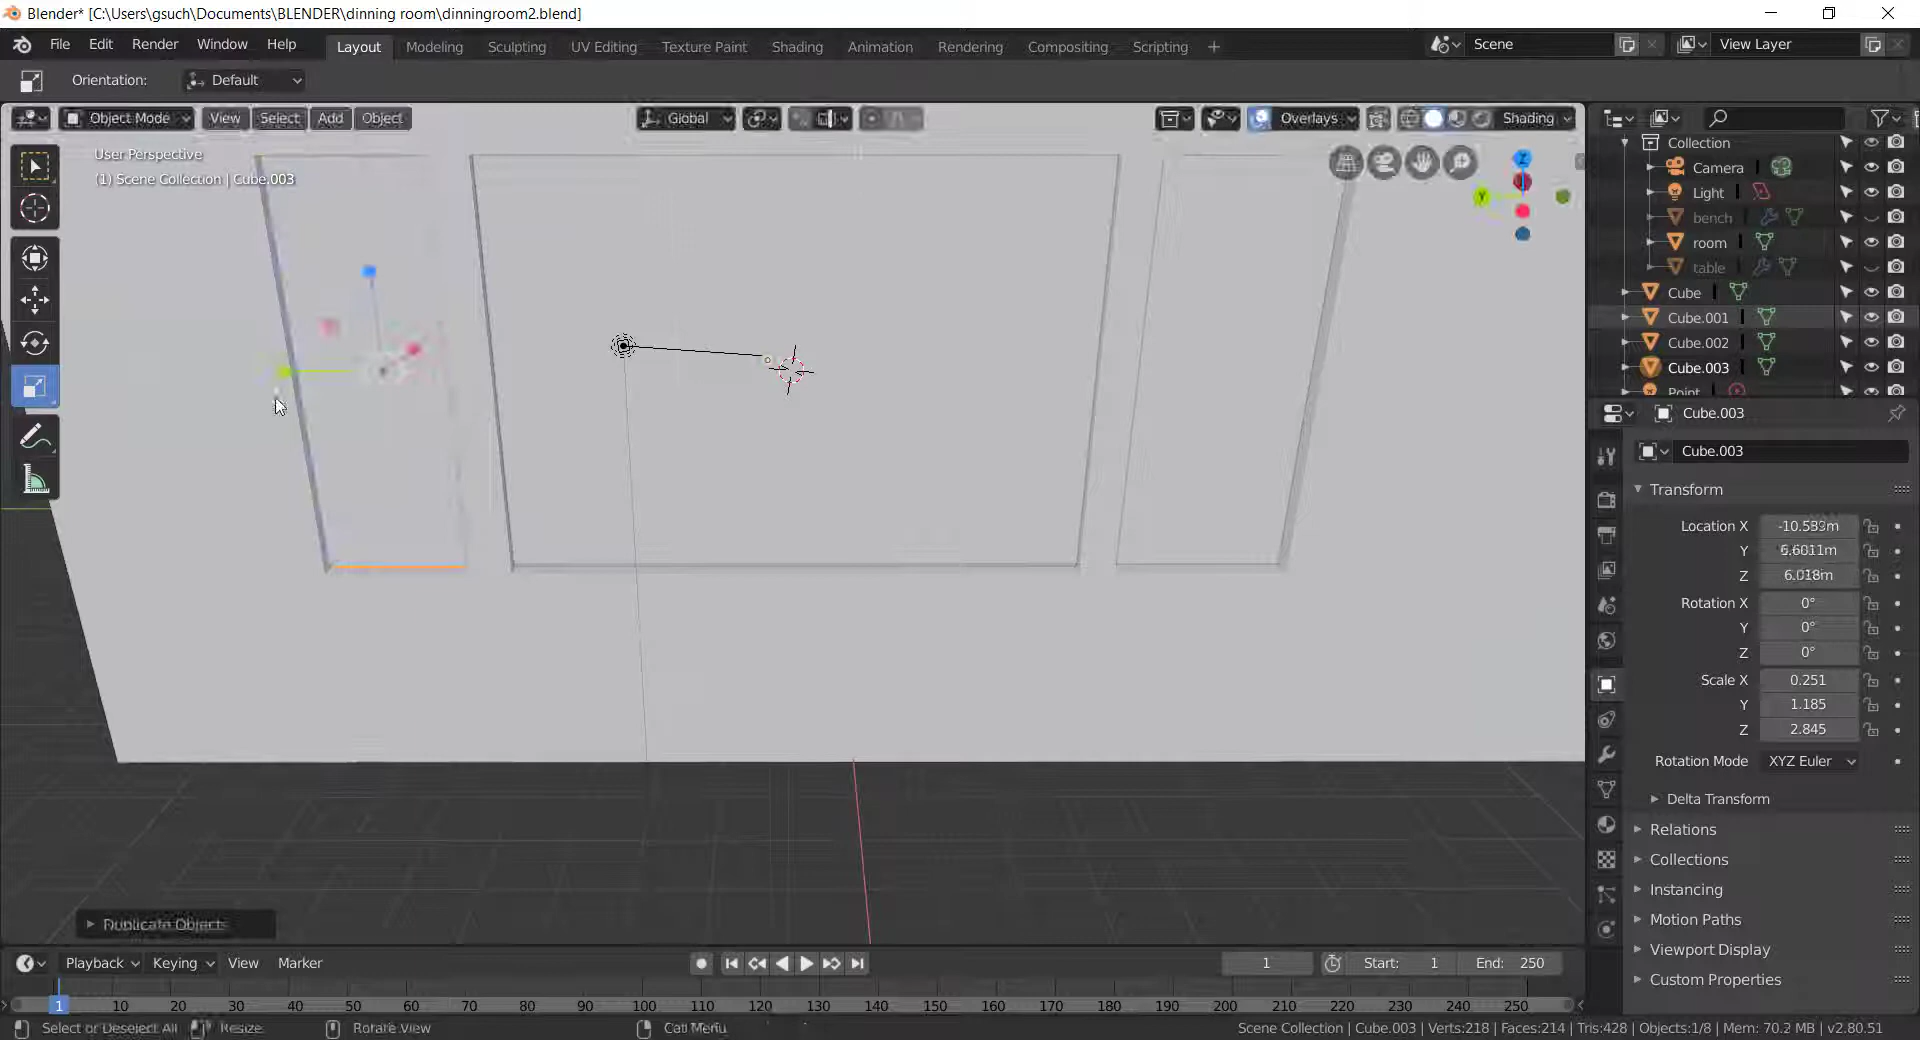 Blender* [C:\Users\gsuch\Documents\BLENDER\dinning room\dinningroom2.blend]
File Edit Render Window Help Layout Modeling Sculpting UV Editing Texture Paint Shading Animation Rendering Compositing Scripting + Scene View Layer
Orientation: Default
Object Mode View Select Add Object Global Overlays Shading
User Perspective
(1) Scene Collection | Cube.003
Z
Y
Collection
Camera
Light
bench
room
table
Cube
Cube.001
Cube.002
Cube.003
Point
Cube.003
Cube.003
Transform
Location X
Y 5.6011m
Z 6.018m
Rotation X 0°
Y 0°
Z 0°
Scale X 0.251
Y 1.185
Z 2.845
Rotation Mode XYZ Euler
Delta Transform
Relations
Collections
Instancing
Motion Paths
Viewport Display
Custom Properties
Duplicate Objects
Playback Keying View Marker 1 Start: 1 End: 250
1 10 20 30 40 50 60 70 80 90 100 110 120 130 140 150 160 170 180 190 200 210 220 230 240 250
Select or Deselect All Resize Rotate View Call Menu Scene Collection | Cube.003 | Verts:218 | Faces:214 | Tris:428 | Objects:1/8 | Mem: 70.2 MB | v2.80.51